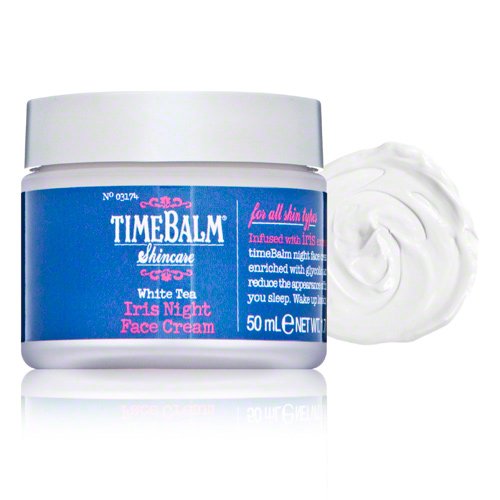 Nº 03174
TIMEBALM®
Skincare
White Tea
Iris Night
Face Cream
for all skin types
Infused with iris
timeBalm night face
enriched with
reduce the appearance
you sleep. Wake up
50 mL e NET WT.